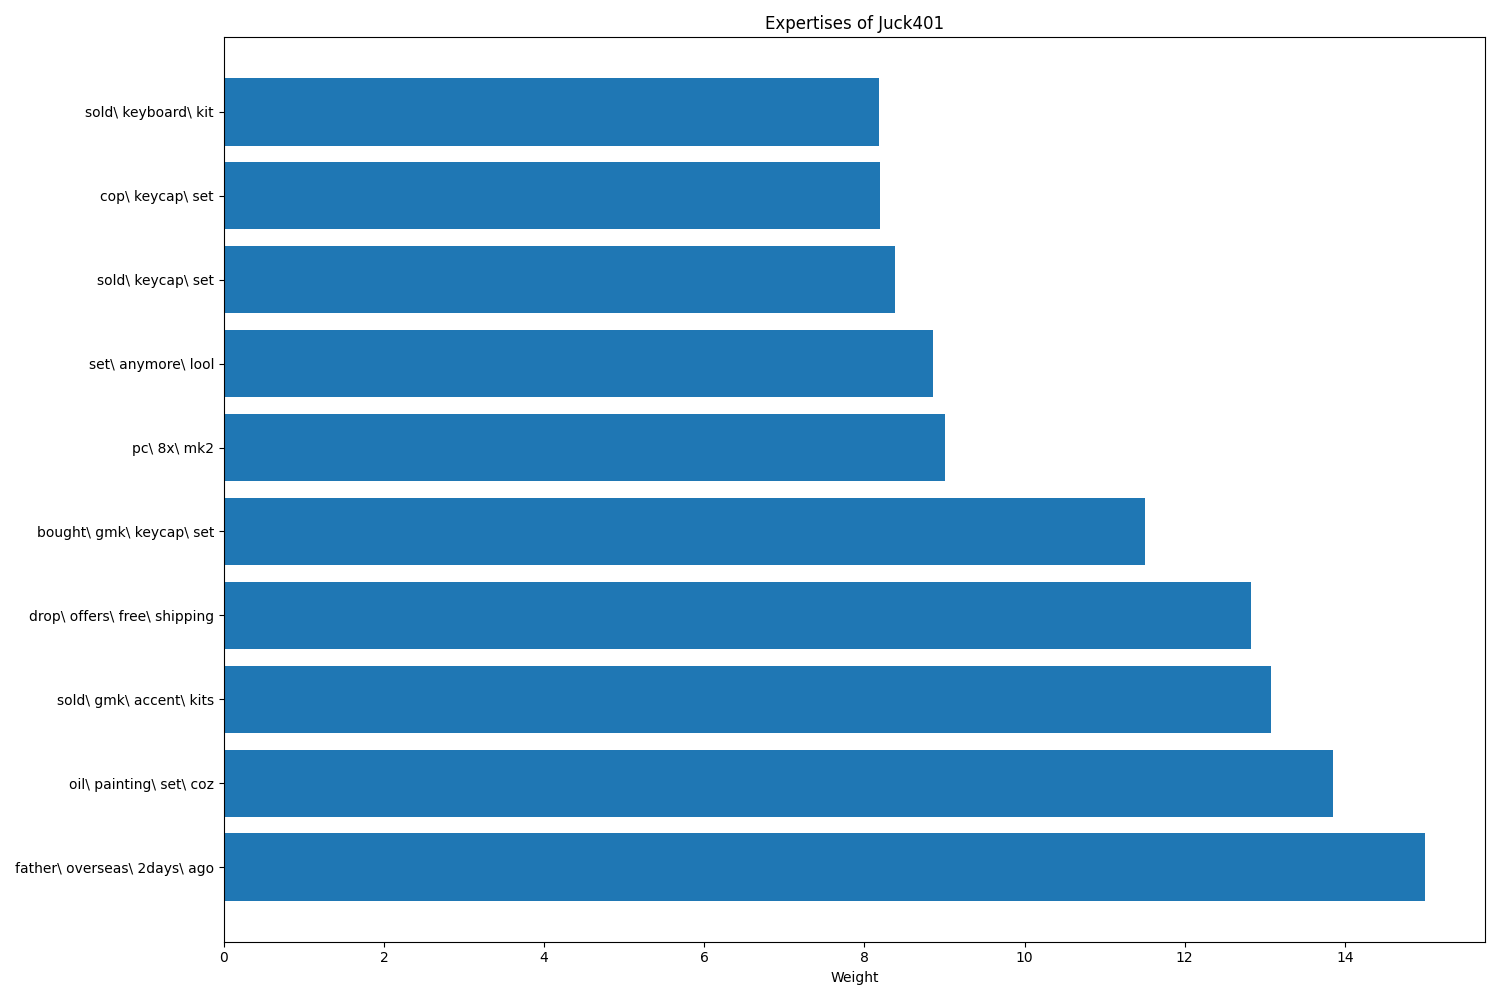 Expertises of Juck401
sold\ keyboard\ kit
cop\ keycap\ set
sold\ keycap\ set
set\ anymore\ lool
pc\ 8x\ mk2
bought\ gmk\ keycap\ set
drop\ offers\ free\ shipping
sold\ gmk\ accent\ kits
oil\ painting\ set\ coz
father\ overseas\ 2days\ ago
0 2 4 6 8 10 12 14
Weight